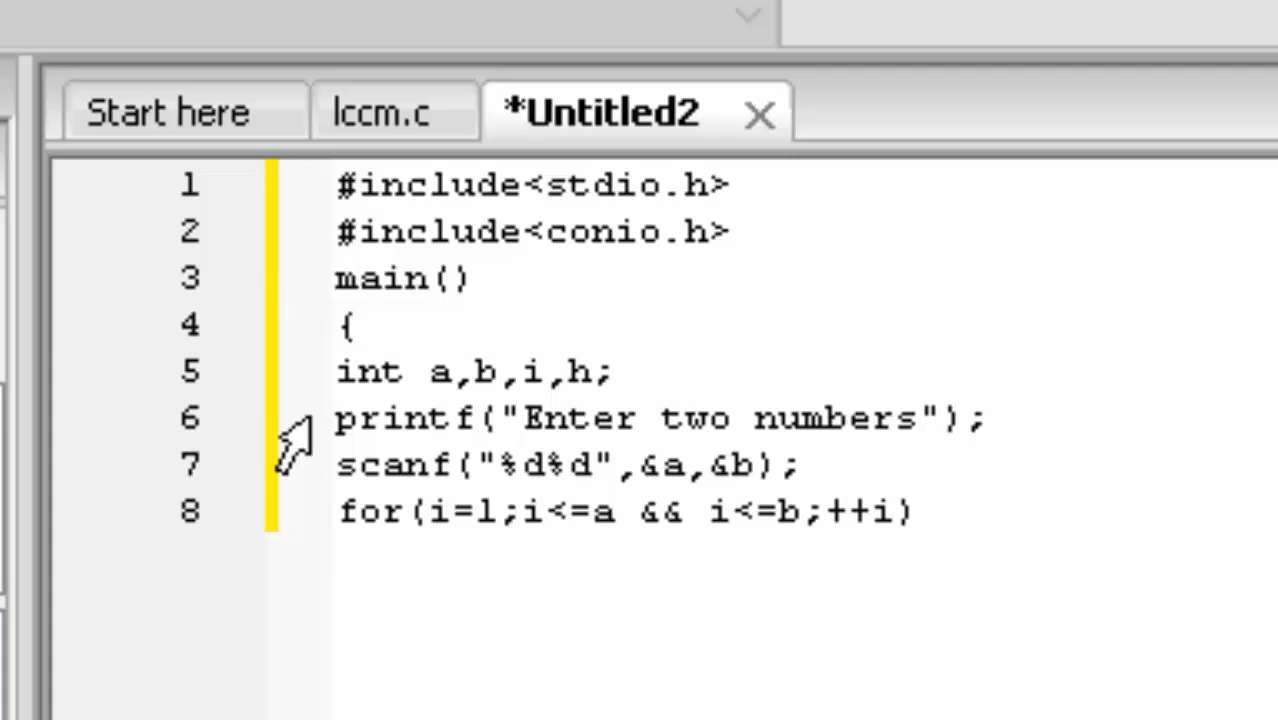 Start here lccm.c *Untitled2
1 #include<stdio.h>
2 #include<conio.h>
3 main()
4 {
5 int a,b,i,h;
6 printf("Enter two numbers");
7 scanf("%d%d",&a,&b);
8 for(i=1;i<=a && i<=b;++i)